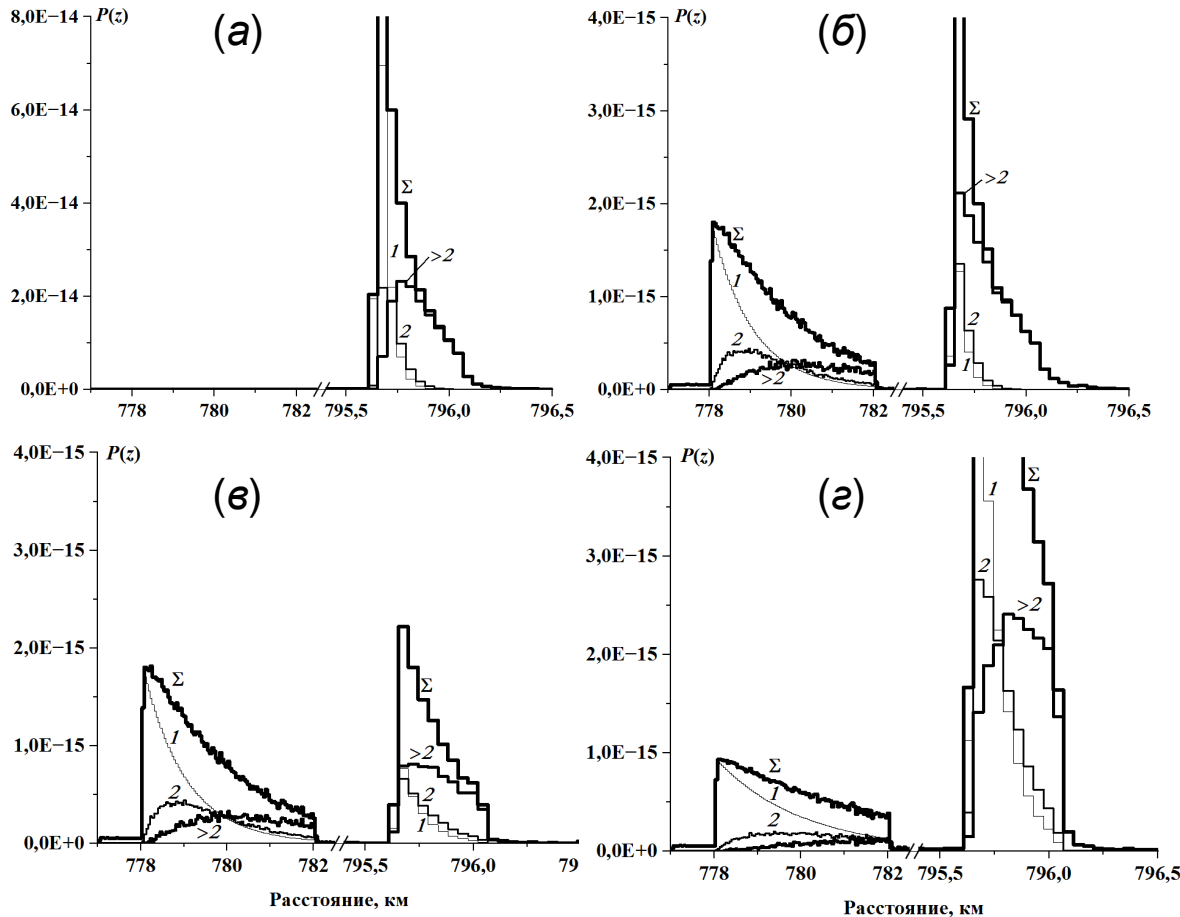 8,0E−14
P(z)
(а)
6,0E−14
4,0E−14
2,0E−14
0,0E+0
Σ
1
>2
2
778
780
782
795,5
796,0
796,5
4,0E−15
P(z)
(б)
3,0E−15
2,0E−15
1,0E−15
0,0E+0
Σ
1
2
>2
Σ
>2
2
1
778
780
782
795,5
796,0
796,5
4,0E−15
P(z)
(в)
3,0E−15
2,0E−15
1,0E−15
0,0E+0
Σ
1
2
>2
Σ
>2
2
1
778
780
782
795,5
796,0
79
Расстояние, км
4,0E−15
P(z)
(г)
3,0E−15
2,0E−15
1,0E−15
0,0E+0
Σ
1
2
>2
1
Σ
2
>2
778
780
782
795,5
796,0
796,5
Расстояние, км